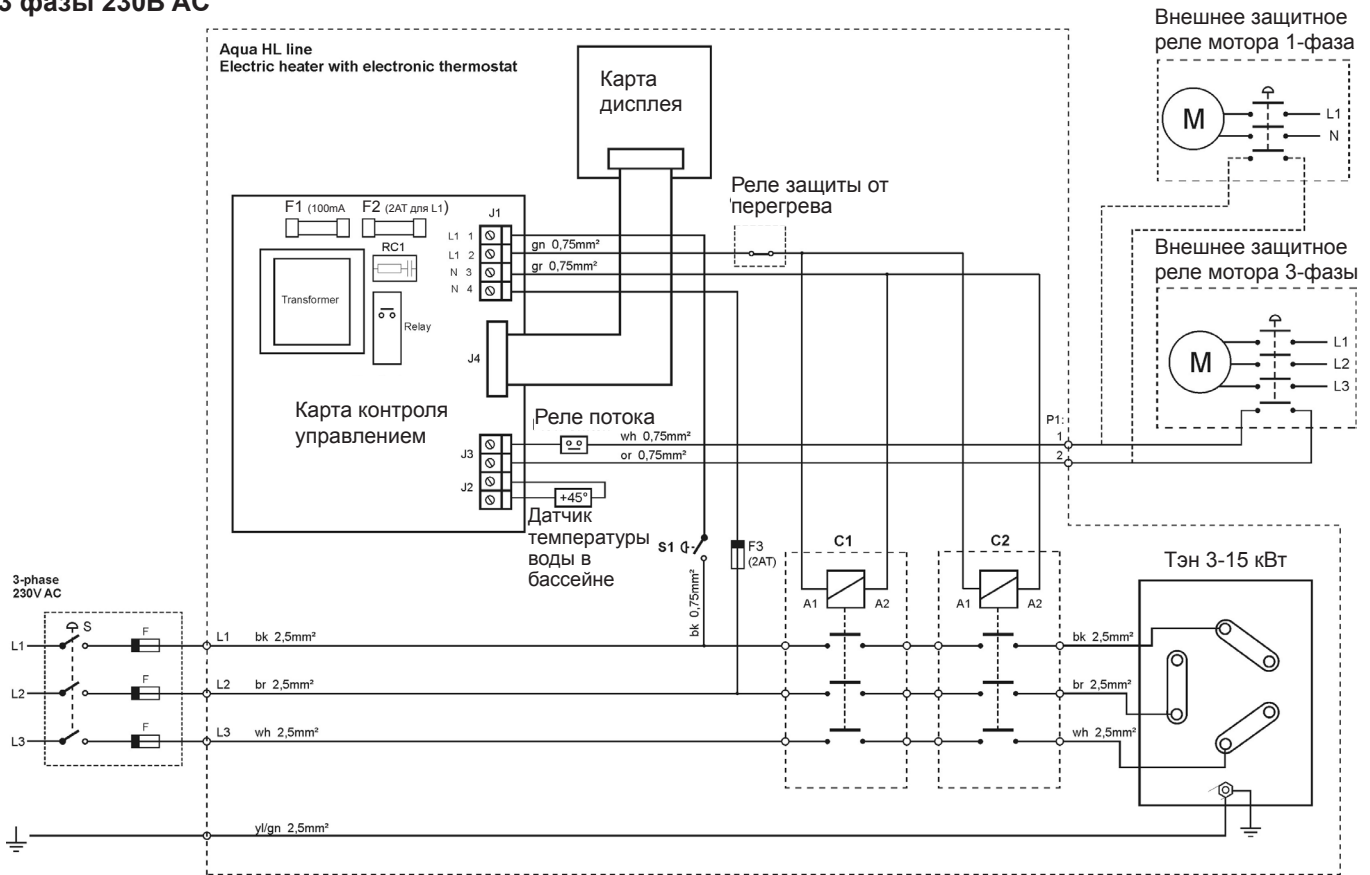 3 фазы 230В AC
Внешнее защитное
реле мотора 1-фаза
M
L1
N
Aqua HL line
Electric heater with electronic thermostat
Карта
дисплея
Реле защиты от
перегрева
F1 (100mA
F2 (2AT для L1)
J1
RC1
L1 1
L1 2
N 3
N 4
gn 0,75mm²
gr 0,75mm²
Transformer
Relay
J4
Внешнее защитное
реле мотора 3-фазы
M
L1
L2
L3
Карта контроля
управлением
Реле потока
wh 0,75mm²
or 0,75mm²
P1:
1
2
J3
J2
+45°
Датчик
температуры
воды в
бассейне
S1
F3
(2AT)
bk 0,75mm²
C1
A1
A2
C2
A1
A2
Тэн 3-15 кВт
3-phase
230V AC
S
L1
F
L1
bk 2,5mm²
bk 2,5mm²
L2
F
L2
br 2,5mm²
br 2,5mm²
L3
F
L3
wh 2,5mm²
wh 2,5mm²
yl/gn 2,5mm²